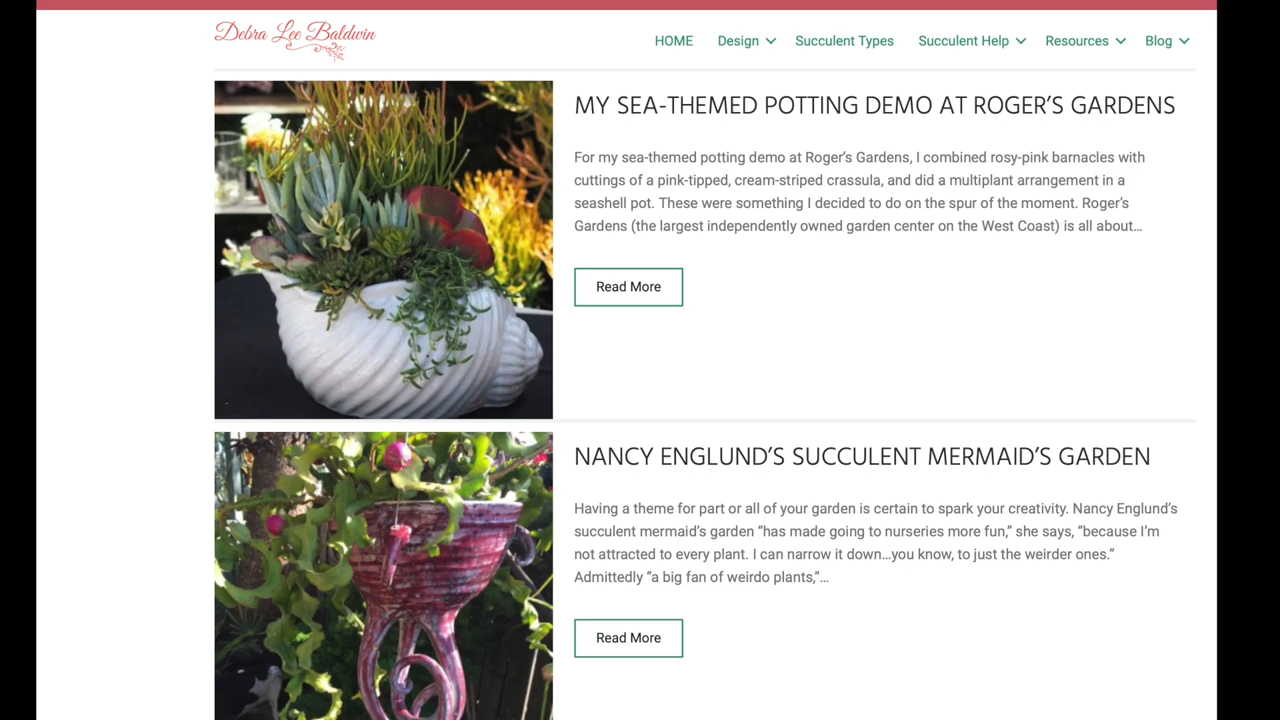 Debra Lee Baldwin
HOME Design Succulent Types Succulent Help Resources Blog
MY SEA-THEMED POTTING DEMO AT ROGER’S GARDENS
For my sea-themed potting demo at Roger’s Gardens, I combined rosy-pink barnacles with
cuttings of a pink-tipped, cream-striped crassula, and did a multiplant arrangement in a
seashell pot. These were something I decided to do on the spur of the moment. Roger’s
Gardens (the largest independently owned garden center on the West Coast) is all about…
Read More
NANCY ENGLUND’S SUCCULENT MERMAID’S GARDEN
Having a theme for part or all of your garden is certain to spark your creativity. Nancy Englund’s
succulent mermaid’s garden “has made going to nurseries more fun,” she says, “because I’m
not attracted to every plant. I can narrow it down…you know, to just the weirder ones.”
Admittedly “a big fan of weirdo plants,”…
Read More